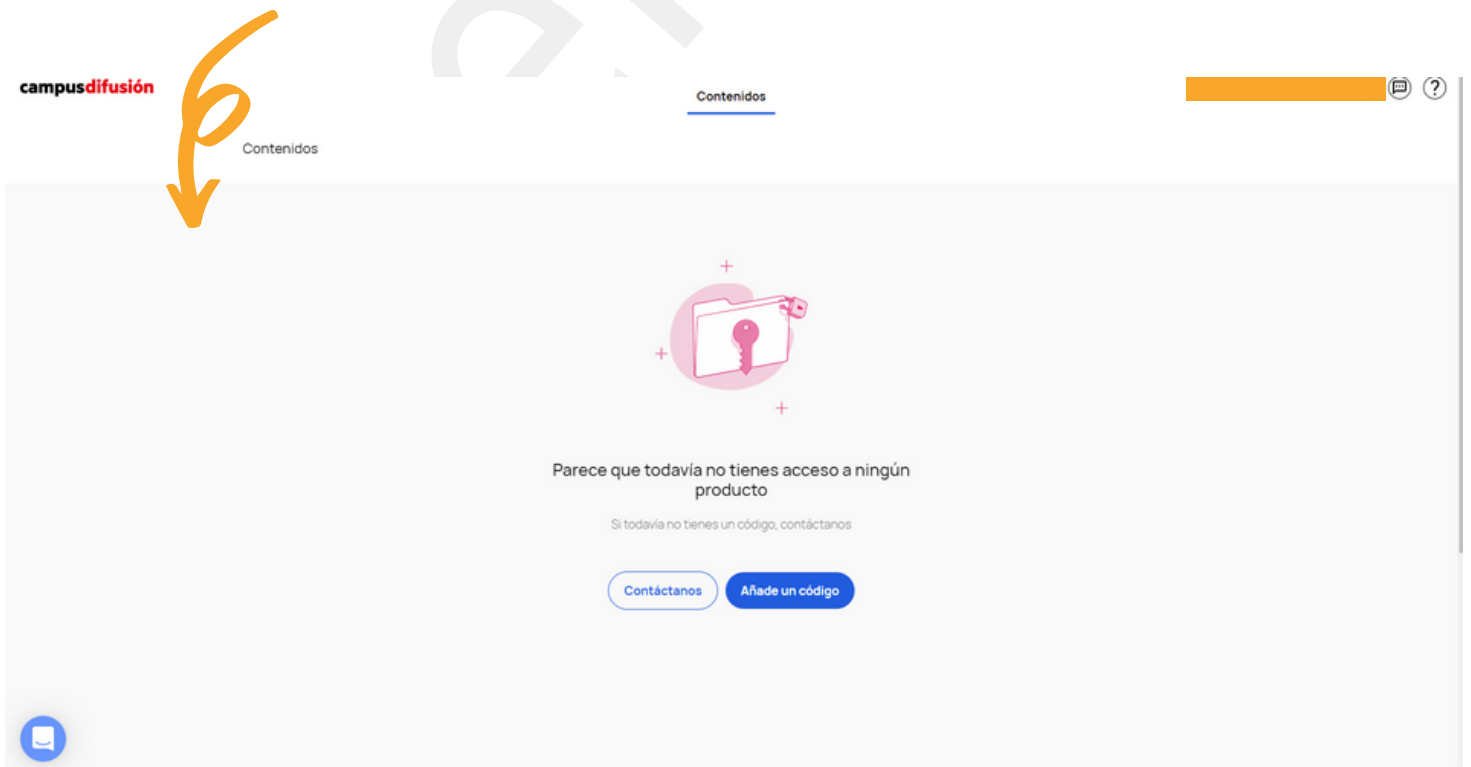 campusdifusión
Contenidos
Contenidos
Parece que todavía no tienes acceso a ningún
producto
Si todavía no tienes un código, contáctanos
Contáctanos
Añade un código